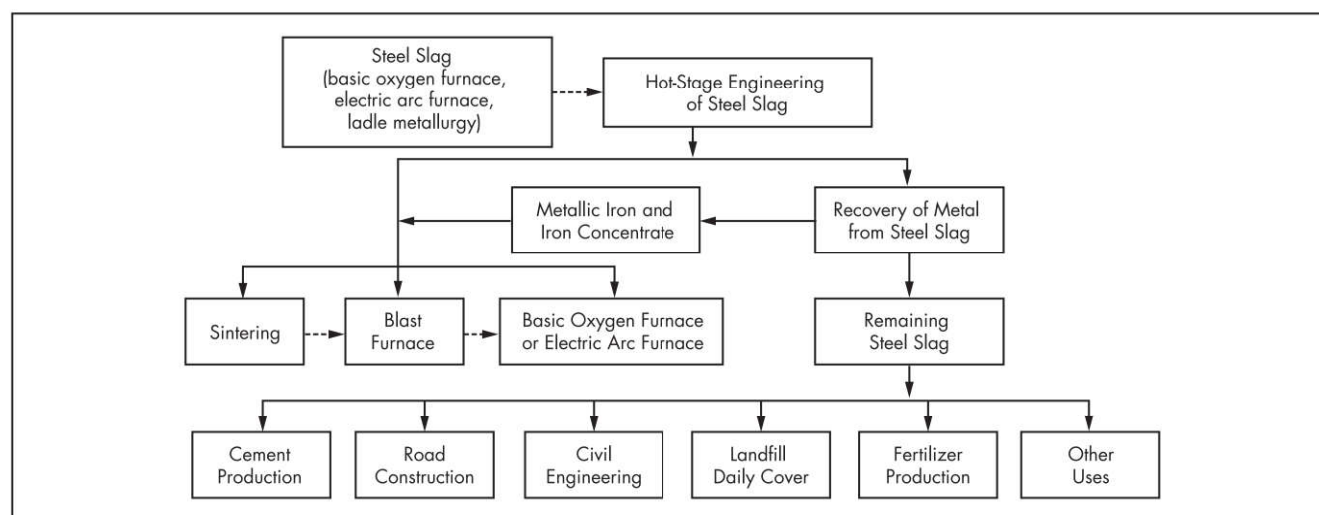 Steel Slag
(basic oxygen furnace,
electric arc furnace,
ladle metallurgy)
Hot-Stage Engineering
of Steel Slag
Metallic Iron and
Iron Concentrate
Recovery of Metal
from Steel Slag
Sintering
Blast
Furnace
Basic Oxygen Furnace
or Electric Arc Furnace
Remaining
Steel Slag
Cement
Production
Road
Construction
Civil
Engineering
Landfill
Daily Cover
Fertilizer
Production
Other
Uses